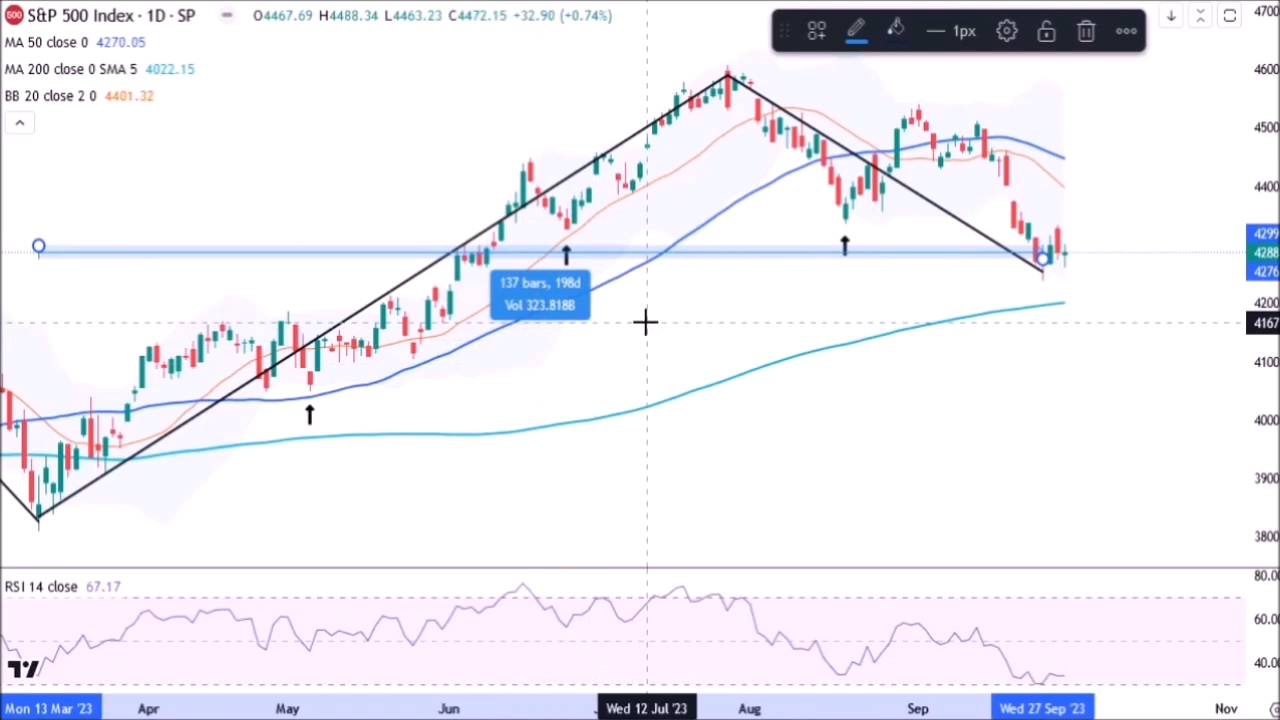 500 S&P 500 Index · 1D · SP O4467.69 H4488.34 L4463.23 C4472.15 +32.90 (+0.74%)
1px
MA 50 close 0 4270.05
MA 200 close 0 SMA 5 4022.15
BB 20 close 2 0 4401.32
4700
4600
4500
4400
4299
4288
4276
4200
4167
4100
4000
3900
3800
137 bars, 198d
Vol 323.818B
RSI 14 close 67.17
80.00
60.00
40.00
Mon 13 Mar '23 Apr May Jun Wed 12 Jul '23 Aug Sep Wed 27 Sep '23 Nov